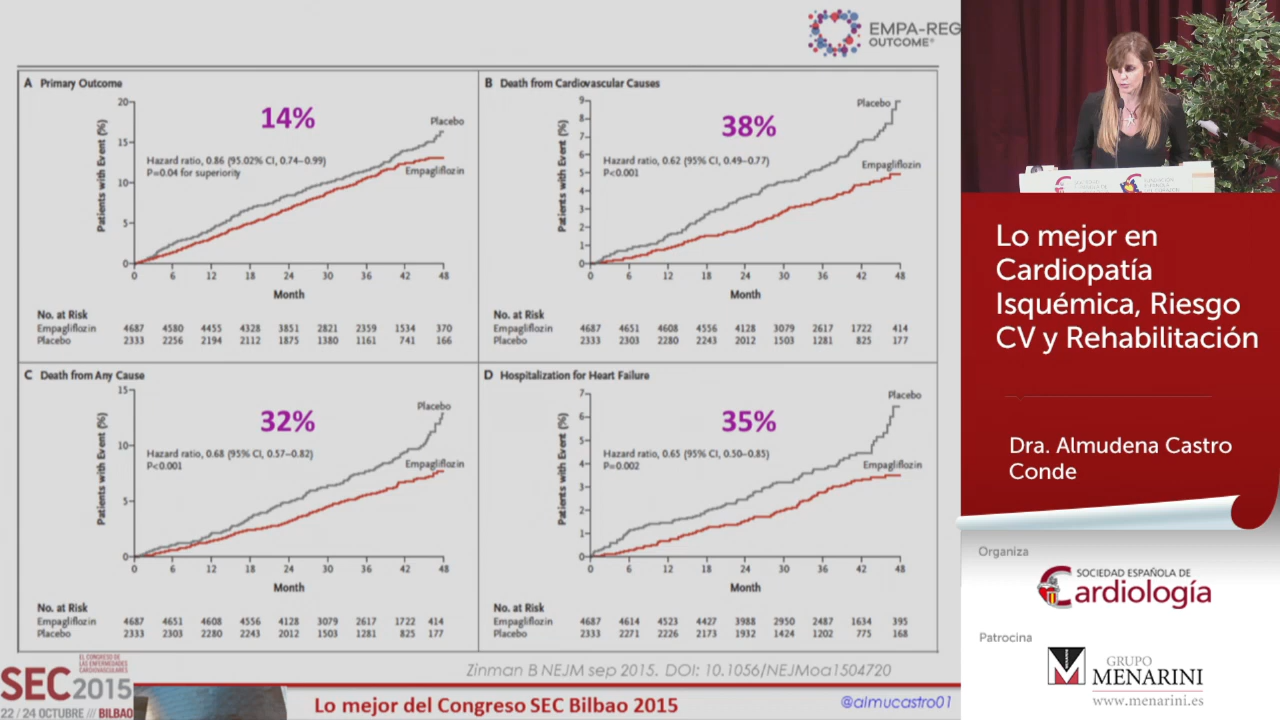 EMPA-REG
OUTCOME®
A Primary Outcome
20
15
10
5
0
Patients with Event (%)
14%
Placebo
Hazard ratio, 0.86 (95.02% CI, 0.74–0.99)
P=0.04 for superiority
Empagliflozin
0 6 12 18 24 30 36 42 48
Month
No. at Risk
Empagliflozin 4687 4580 4455 4328 3851 2821 2359 1534 370
Placebo 2333 2256 2194 2112 1875 1380 1161 741 166
B Death from Cardiovascular Causes
9
8
7
6
5
4
3
2
1
0
Patients with Event (%)
38%
Placebo
Hazard ratio, 0.62 (95% CI, 0.49–0.77)
P<0.001
Empagliflozin
0 6 12 18 24 30 36 42 48
Month
No. at Risk
Empagliflozin 4687 4651 4608 4556 4128 3079 2617 1722 414
Placebo 2333 2303 2280 2243 2012 1503 1281 825 177
C Death from Any Cause
15
10
5
0
Patients with Event (%)
32%
Placebo
Hazard ratio, 0.68 (95% CI, 0.57–0.82)
P<0.001
Empagliflozin
0 6 12 18 24 30 36 42 48
Month
No. at Risk
Empagliflozin 4687 4651 4608 4556 4128 3079 2617 1722 414
Placebo 2333 2303 2280 2243 2012 1503 1281 825 177
D Hospitalization for Heart Failure
7
6
5
4
3
2
1
0
Patients with Event (%)
35%
Placebo
Hazard ratio, 0.65 (95% CI, 0.50–0.85)
P=0.002
Empagliflozin
0 6 12 18 24 30 36 42 48
Month
No. at Risk
Empagliflozin 4687 4614 4523 4427 3988 2950 2487 1634 395
Placebo 2333 2271 2226 2173 1932 1424 1202 775 168
Zinman B NEJM sep 2015. DOI: 10.1056/NEJMoa1504720
EL CONGRESO
DE LAS ENFERMEDADES
CARDIOVASCULARES
SEC2015
22 / 24 OCTUBRE /// BILBAO
Lo mejor del Congreso SEC Bilbao 2015
@almucastro01
Lo mejor en
Cardiopatía
Isquémica, Riesgo
CV y Rehabilitación
Dra. Almudena Castro
Conde
Organiza
SOCIEDAD ESPAÑOLA DE
Cardiología
Patrocina
GRUPO
MENARINI
www.menarini.es